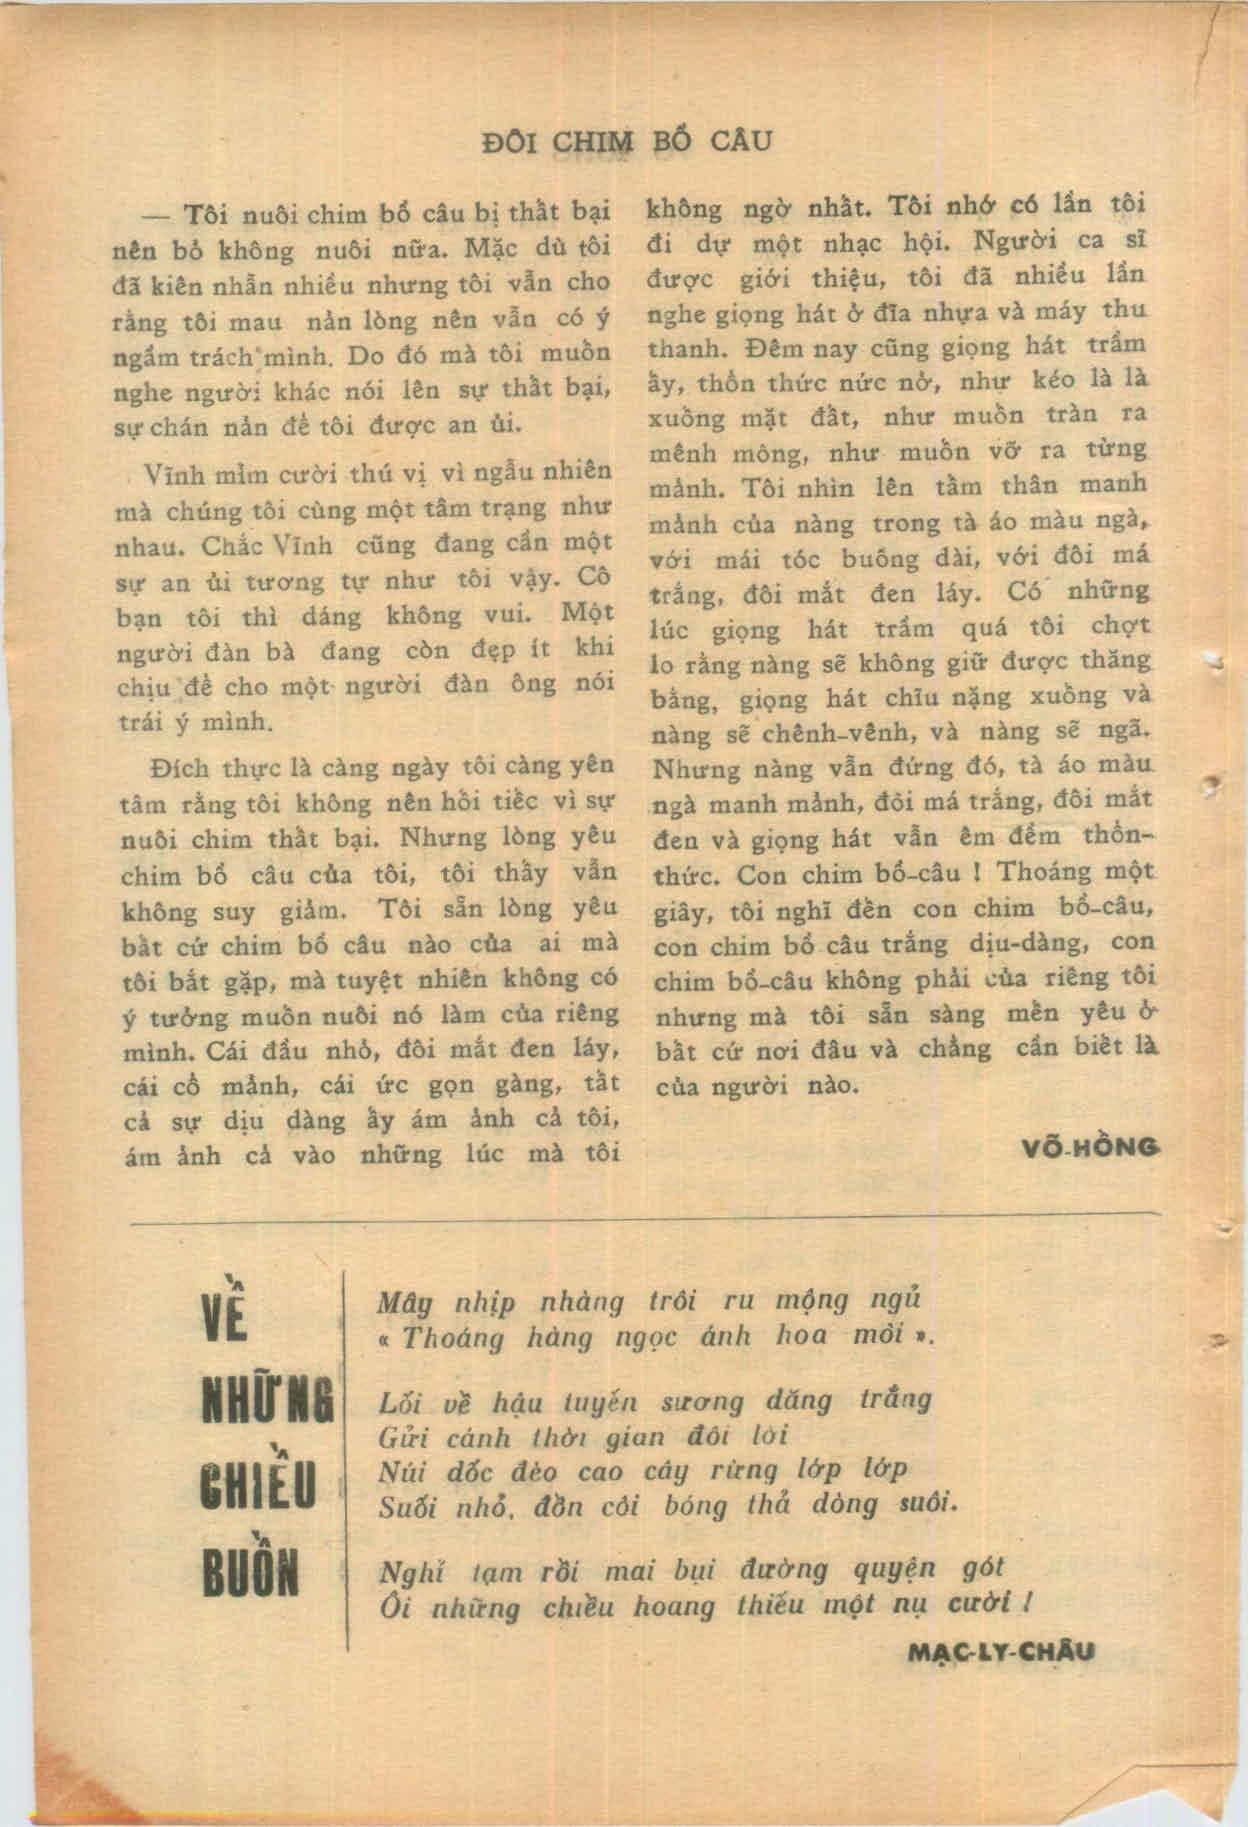 ĐÔI CHIM BỒ CÂU
— Tôi nuôi chim bồ câu bị thất bại
nên bỏ không nuôi nữa. Mặc dù tôi
đã kiên nhẫn nhiều nhưng tôi vẫn cho
rằng tôi mau nản lòng nên vẫn có ý
ngầm trách mình. Do đó mà tôi muốn
nghe người khác nói lên sự thất bại,
sự chán nản để tôi được an ủi.
Vĩnh mỉm cười thú vị vì ngẫu nhiên
mà chúng tôi cùng một tâm trạng như
nhau. Chắc Vĩnh cũng đang cần một
sự an ủi tương tự như tôi vậy. Cô
bạn tôi thì dáng không vui. Một
người đàn bà đang còn đẹp ít khi
chịu để cho một người đàn ông nói
trái ý mình.
Đích thực là càng ngày tôi càng yên
tâm rằng tôi không nên hối tiếc vì sự
nuôi chim thất bại. Nhưng lòng yêu
chim bồ câu của tôi, tôi thấy vẫn
không suy giảm. Tôi sẵn lòng yêu
bất cứ chim bồ câu nào của ai mà
tôi bắt gặp, mà tuyệt nhiên không có
ý tưởng muốn nuôi nó làm của riêng
mình. Cái đầu nhỏ, đôi mắt đen láy,
cái cổ mảnh, cái ức gọn gàng, tất
cả sự dịu dàng ấy ám ảnh cả tôi,
ám ảnh cả vào những lúc mà tôi
không ngờ nhất. Tôi nhớ có lần tôi
đi dự một nhạc hội. Người ca sĩ
được giới thiệu, tôi đã nhiều lần
nghe giọng hát ở đĩa nhựa và máy thu
thanh. Đêm nay cũng giọng hát trầm
ấy, thổn thức nức nở, như kéo là là
xuống mặt đất, như muốn tràn ra
mênh mông, như muốn vỡ ra từng
mảnh. Tôi nhìn lên tấm thân manh
mảnh của nàng trong tà áo màu ngà,
với mái tóc buông dài, với đôi má
trắng, đôi mắt đen láy. Có những
lúc giọng hát trầm quá tôi chợt
lo rằng nàng sẽ không giữ được thăng
bằng, giọng hát chĩu nặng xuống và
nàng sẽ chênh-vênh, và nàng sẽ ngã.
Nhưng nàng vẫn đứng đó, tà áo màu
ngà manh mảnh, đôi má trắng, đôi mắt
đen và giọng hát vẫn êm đềm thổn-
thức. Con chim bồ-câu ! Thoáng một
giây, tôi nghĩ đến con chim bồ-câu,
con chim bồ câu trắng dịu-dàng, con
chim bồ-câu không phải của riêng tôi
nhưng mà tôi sẵn sàng mến yêu ở
bất cứ nơi đâu và chẳng cần biết là
của người nào.
VÕ-HỒNG
VỀ
NHỮNG
CHIỀU
BUỒN
Mây nhịp nhàng trôi ru mộng ngủ
« Thoáng hàng ngọc ánh hoa mòi ».
Lối về hậu tuyến sương dăng trắng
Gửi cánh thời gian đôi lời
Núi dốc đèo cao cây rừng lớp lớp
Suối nhỏ, đồn côi bóng thả dòng suôi.
Nghỉ tạm rồi mai bụi đường quyện gót
Ôi những chiều hoang thiếu một nụ cười !
MẠC-LY-CHÂU